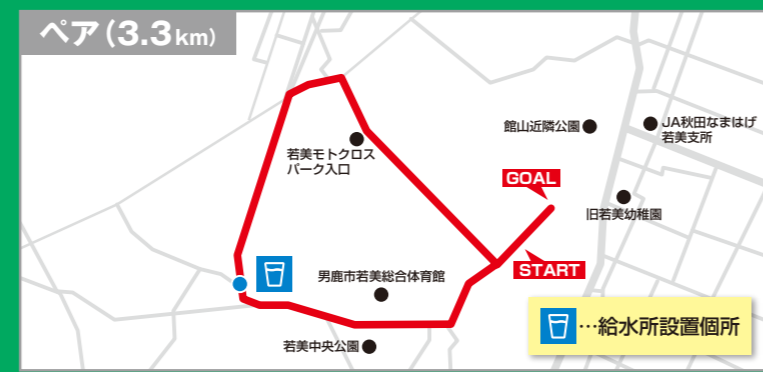 ペア(3.3km)
館山近隣公園
JA秋田なまはげ
若美支所
若美モトクロス
パーク入口
GOAL
旧若美幼稚園
START
男鹿市若美総合体育館
…給水所設置個所
若美中央公園